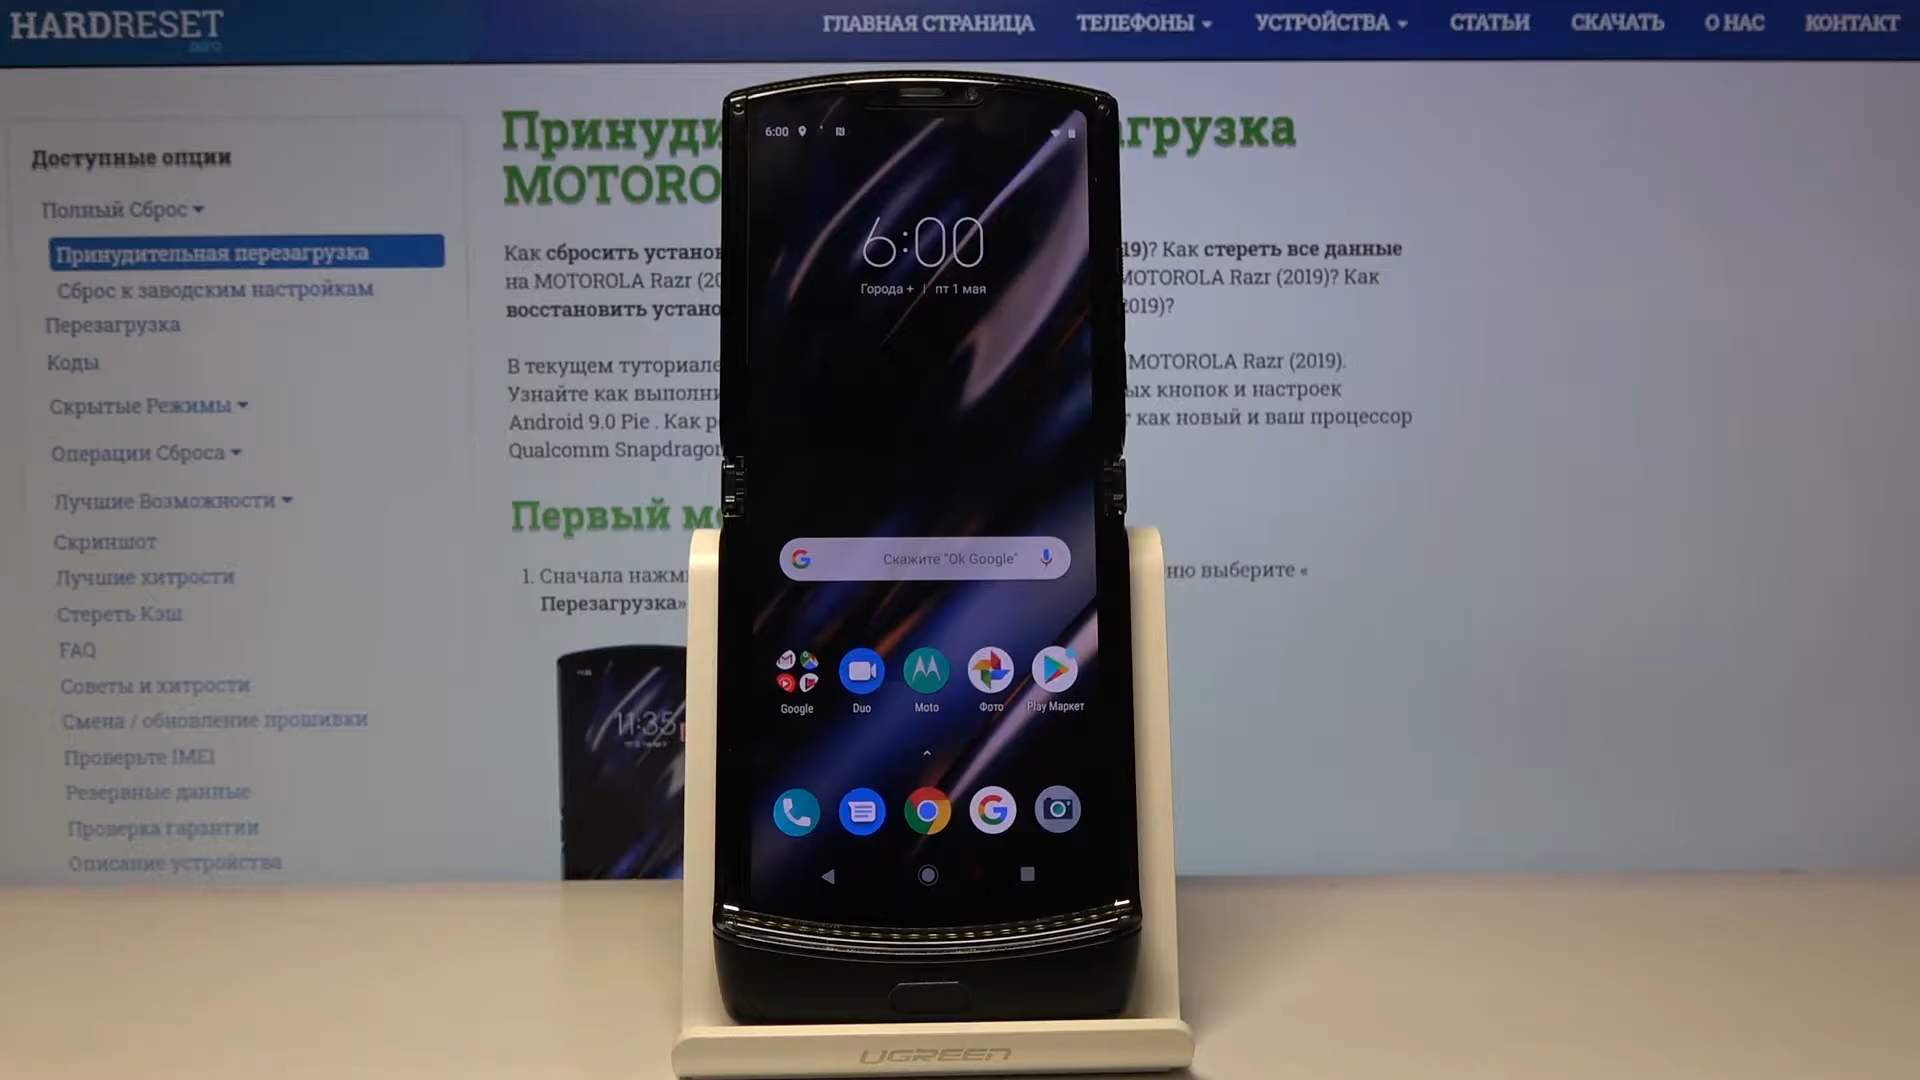 HARDRESET
.INFO
ГЛАВНАЯ СТРАНИЦА ТЕЛЕФОНЫ УСТРОЙСТВА СТАТЬИ СКАЧАТЬ О НАС КОНТАКТ
Доступные опции
Полный Сброс
Принудительная перезагрузка
Сброс к заводским настройкам
Перезагрузка
Коды
Скрытые Режимы
Операции Сброса
Лучшие Возможности
Скриншот
Лучшие хитрости
Стереть Кэш
FAQ
Советы и хитрости
Смена / обновление прошивки
Проверьте IMEI
Резервные данные
Проверка гарантии
Описание устройства
Принуди агрузка
MOTORO
Как сбросить устано 19)? Как стереть все данные
на MOTOROLA Razr (20 MOTOROLA Razr (2019)? Как
восстановить устано 2019)?
В текущем туториале MOTOROLA Razr (2019).
Узнайте как выполни ых кнопок и настроек
Android 9.0 Pie . Как р т как новый и ваш процессор
Qualcomm Snapdragon
Первый м
1. Сначала нажм ню выберите «
Перезагрузка»
11:35
6:00
6:00
Города + | пт 1 мая
Скажите "Ok Google"
Google Duo Moto Фото Play Маркет
UGREEN